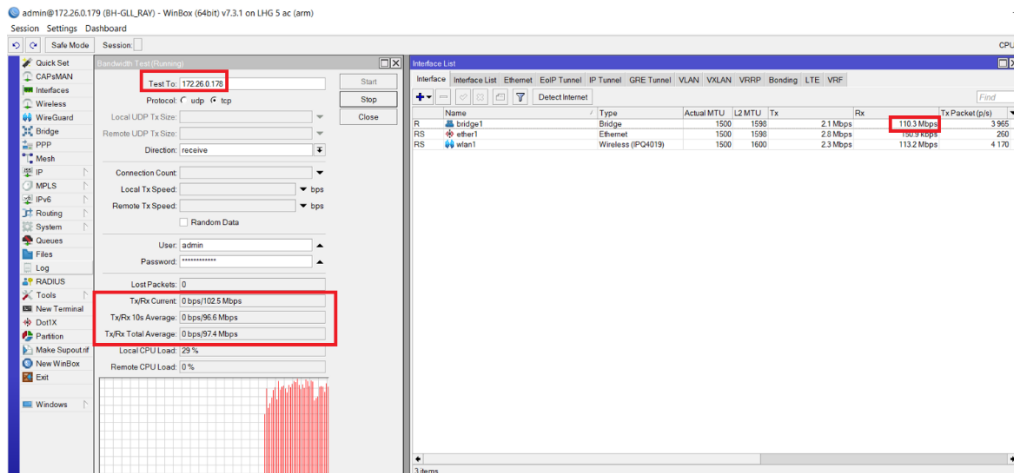 admin@172.26.0.179 (BH-GLL_RAY) - WinBox (64bit) v7.3.1 on LHG 5 ac (arm)
Session Settings Dashboard
Safe Mode Session: CPU
Quick Set
CAPsMAN
Interfaces
Wireless
WireGuard
Bridge
PPP
Mesh
IP
MPLS
IPv6
Routing
System
Queues
Files
Log
RADIUS
Tools
New Terminal
Dot1X
Partition
Make Supout.rif
New WinBox
Exit
Windows
Bandwidth Test (Running)
Test To: 172.26.0.178
Protocol: udp tcp
Local UDP Tx Size:
Remote UDP Tx Size:
Direction: receive
Connection Count:
Local Tx Speed: bps
Remote Tx Speed: bps
Random Data
User: admin
Password: ************
Lost Packets: 0
Tx/Rx Current: 0 bps/102.5 Mbps
Tx/Rx 10s Average: 0 bps/96.6 Mbps
Tx/Rx Total Average: 0 bps/97.4 Mbps
Local CPU Load: 29 %
Remote CPU Load: 0 %
Start
Stop
Close
Interface List
Interface Interface List Ethernet EoIP Tunnel IP Tunnel GRE Tunnel VLAN VXLAN VRRP Bonding LTE VRF
Detect Internet Find
Name Type Actual MTU L2 MTU Tx Rx Tx Packet (p/s)
R bridge1 Bridge 1500 1598 2.1 Mbps 110.3 Mbps 3 965
RS ether1 Ethernet 1500 1598 2.8 Mbps 150.9 kbps 260
RS wlan1 Wireless (IPQ4019) 1500 1600 2.3 Mbps 113.2 Mbps 4 170
3 items